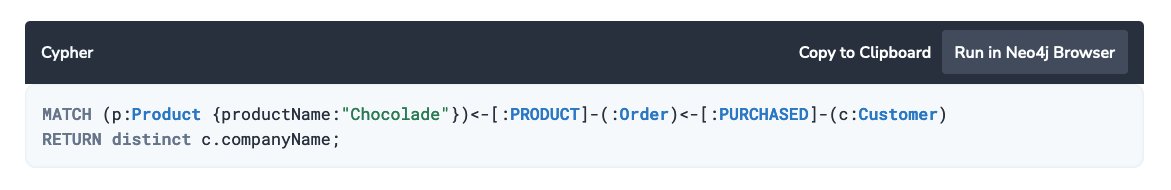 Cypher
Copy to Clipboard
Run in Neo4j Browser
MATCH (p:Product {productName:"Chocolade"})<-[:PRODUCT]-(:Order)<-[:PURCHASED]-(c:Customer)
RETURN distinct c.companyName;